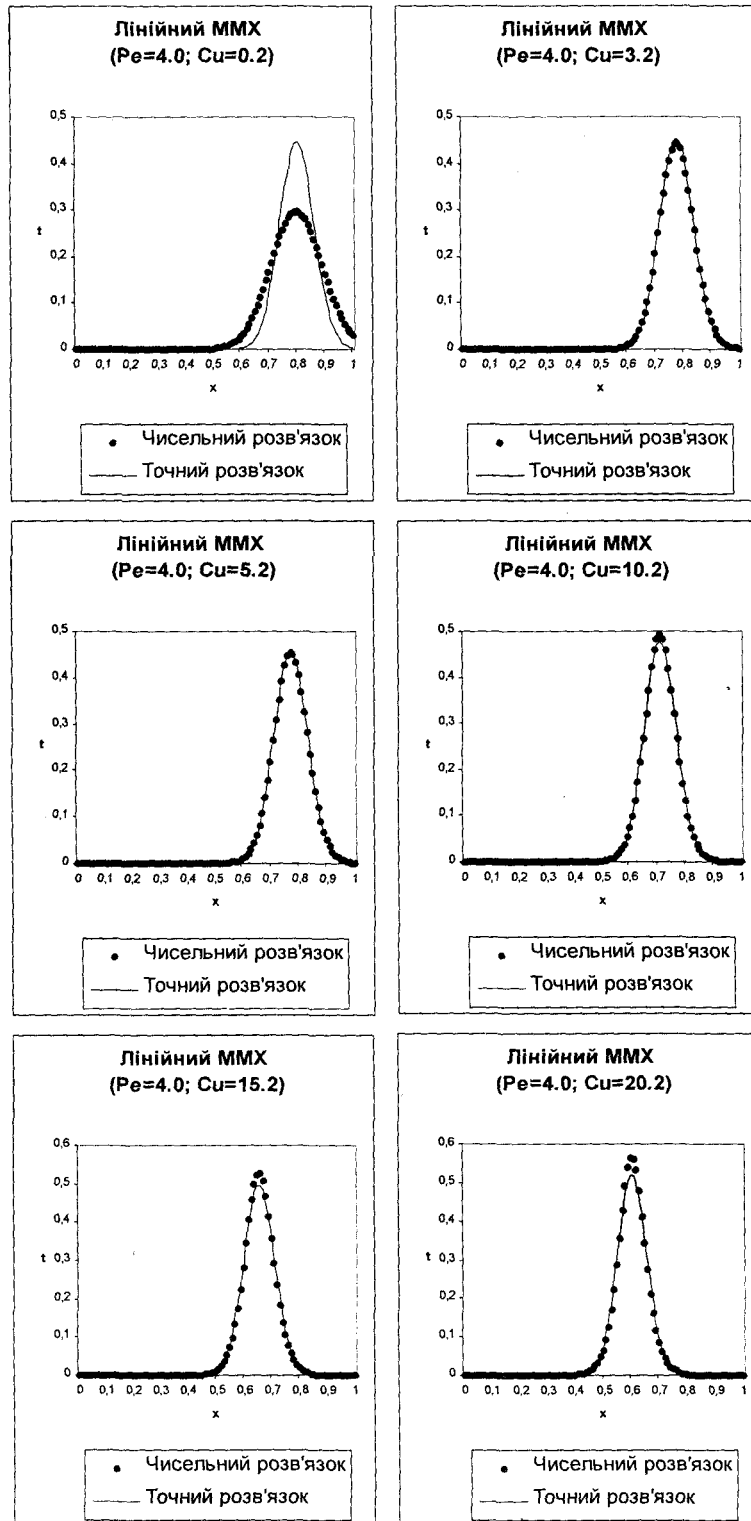 Лінійний ММХ
(Pe=4.0; Cu=0.2)
0,5
0,4
0,3
t
0,2
0,1
0
0 0,1 0,2 0,3 0,4 0,5 0,6 0,7 0,8 0,9 1
x
Чисельний розв'язок
Точний розв'язок
Лінійний ММХ
(Pe=4.0; Cu=3.2)
0,5
0,4
0,3
t
0,2
0,1
0
0 0,1 0,2 0,3 0,4 0,5 0,6 0,7 0,8 0,9 1
x
Чисельний розв'язок
Точний розв'язок
Лінійний ММХ
(Pe=4.0; Cu=5.2)
0,5
0,4
0,3
t
0,2
0,1
0
0 0,1 0,2 0,3 0,4 0,5 0,6 0,7 0,8 0,9 1
x
Чисельний розв'язок
Точний розв'язок
Лінійний ММХ
(Pe=4.0; Cu=10.2)
0,5
0,4
0,3
t
0,2
0,1
0
0 0,1 0,2 0,3 0,4 0,5 0,6 0,7 0,8 0,9 1
x
Чисельний розв'язок
Точний розв'язок
Лінійний ММХ
(Pe=4.0; Cu=15.2)
0,6
0,5
0,4
0,3
t
0,2
0,1
0
0 0,1 0,2 0,3 0,4 0,5 0,6 0,7 0,8 0,9 1
x
Чисельний розв'язок
Точний розв'язок
Лінійний ММХ
(Pe=4.0; Cu=20.2)
0,6
0,5
0,4
0,3
t
0,2
0,1
0
0 0,1 0,2 0,3 0,4 0,5 0,6 0,7 0,8 0,9 1
x
Чисельний розв'язок
Точний розв'язок